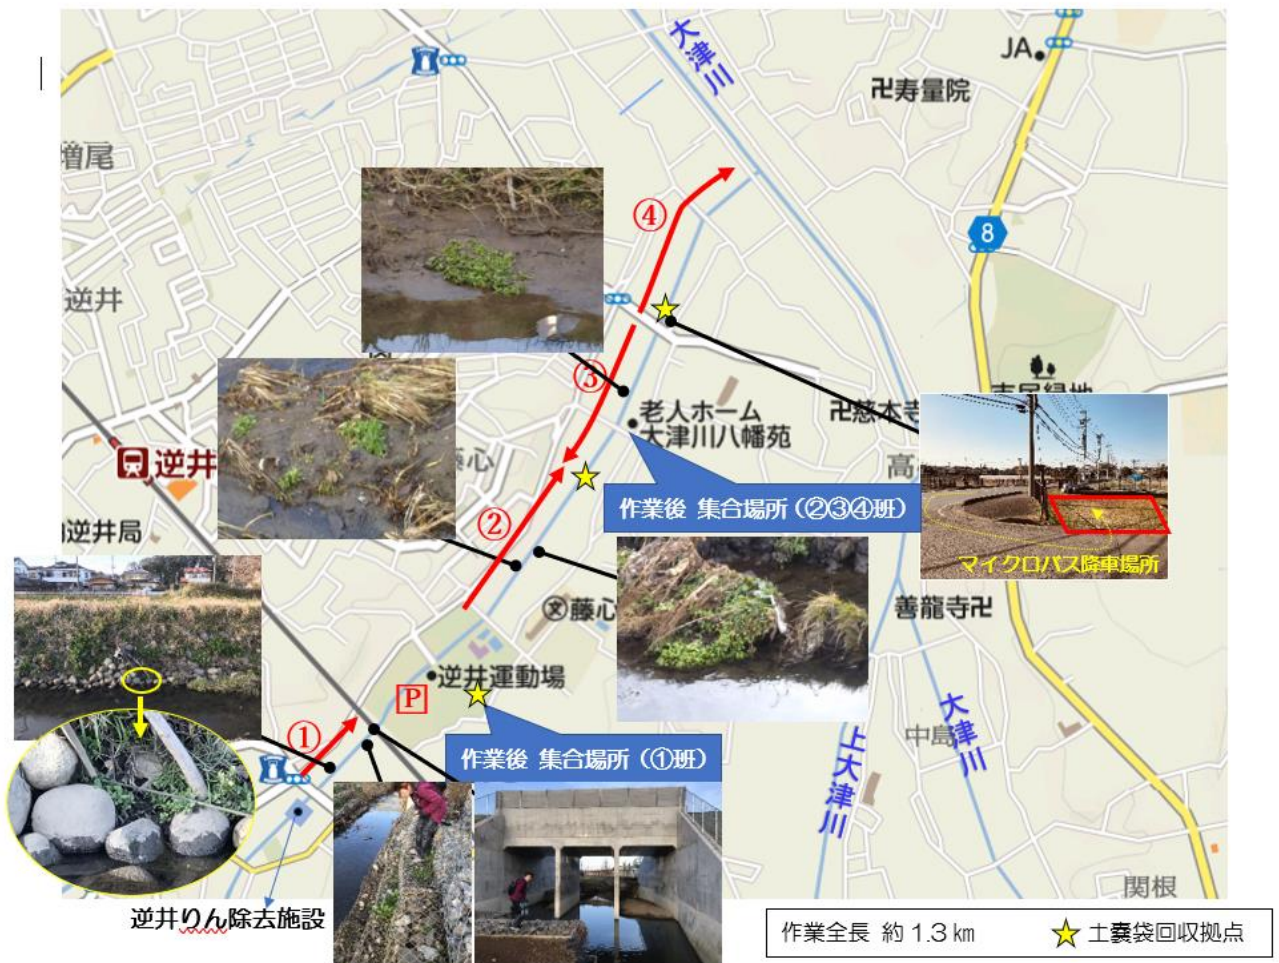 大津川
JA
卍寿量院
増尾
④
8
逆井
③
老人ホーム
大津川八幡苑
卍慈本寺
逆井
藤心
高
作業後 集合場所（②③④班）
逆井局
②
マイクロバス降車場所
㊛藤心
善龍寺卍
逆井運動場
P
①
中島
大津川
上大津川
作業後 集合場所（①班）
関根
逆井りん除去施設
作業全長 約 1.3 km
土嚢袋回収拠点